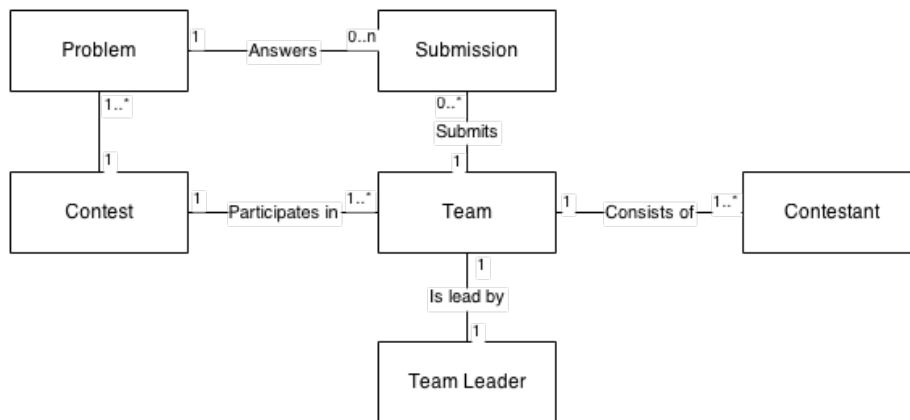 Problem
1
Answers
0..n
Submission
1..*
0..*
Submits
1
1
Contest
1
Participates in
1..*
Team
1
Consists of
1..*
Contestant
1
Is lead by
1
Team Leader